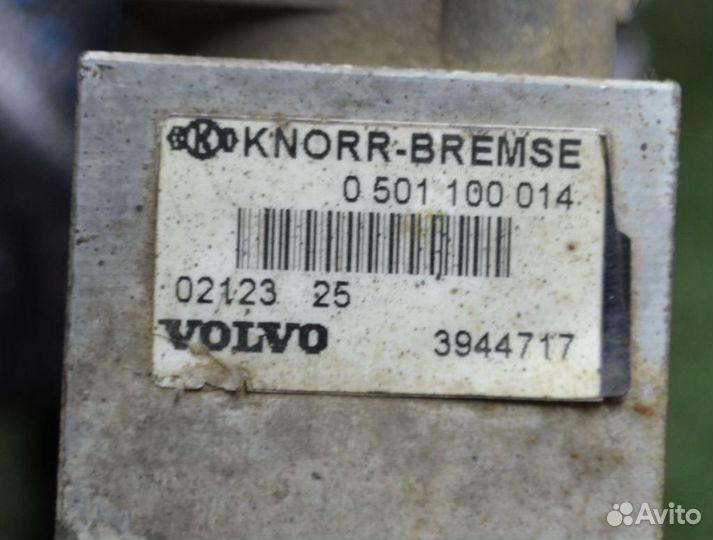 KNORR-BREMSE
0 501 100 014
02123 25
VOLVO 3944717
Avito